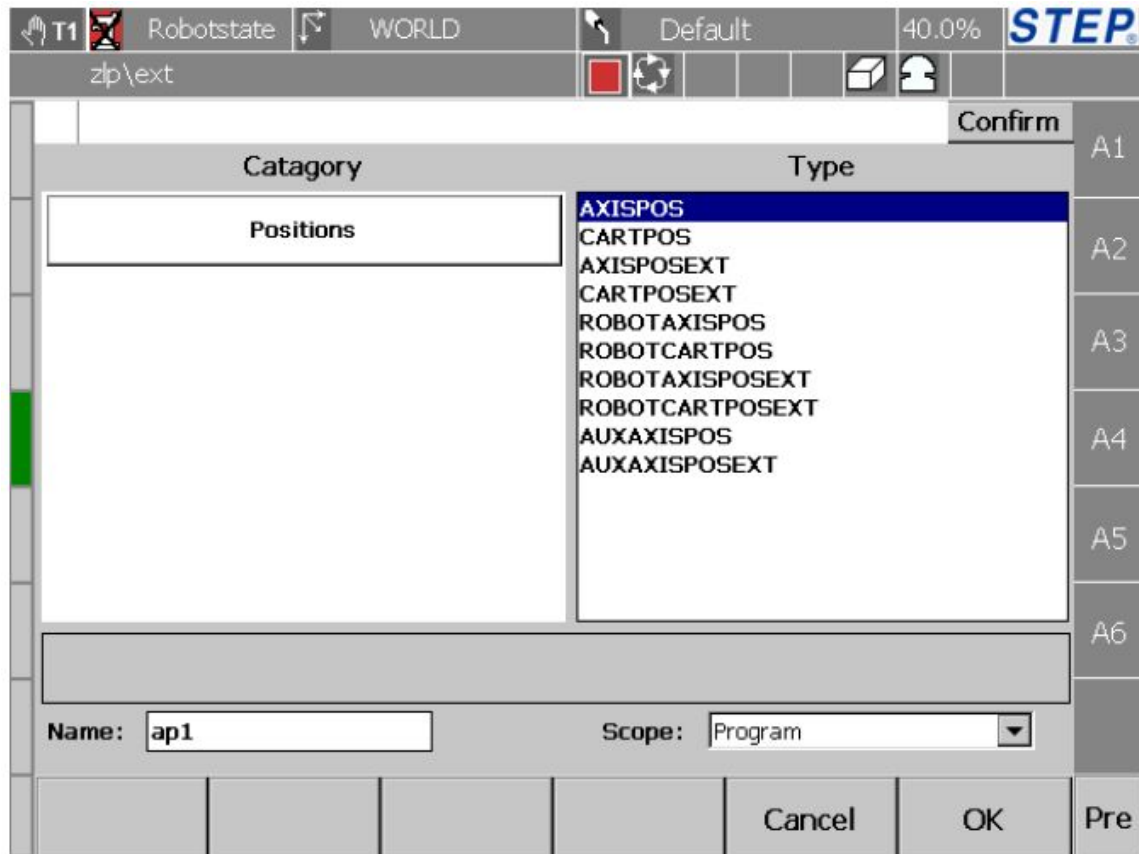 T1 Robotstate WORLD Default 40.0% STEP®
zlp\ext
Confirm
Catagory Type
Positions
AXISPOS
CARTPOS
AXISPOSEXT
CARTPOSEXT
ROBOTAXISPOS
ROBOTCARTPOS
ROBOTAXISPOSEXT
ROBOTCARTPOSEXT
AUXAXISPOS
AUXAXISPOSEXT
A1
A2
A3
A4
A5
A6
Name: ap1 Scope: Program
Cancel OK Pre